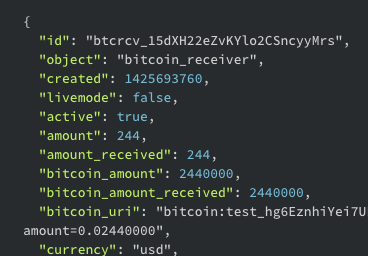 {
"id": "btcrcv_15dXH22eZvKYlo2CSncyyMrs",
"object": "bitcoin_receiver",
"created": 1425693760,
"livemode": false,
"active": true,
"amount": 244,
"amount_received": 244,
"bitcoin_amount": 2440000,
"bitcoin_amount_received": 2440000,
"bitcoin_uri": "bitcoin:test_hg6EznhiYei7U
amount=0.02440000",
"currency": "usd",